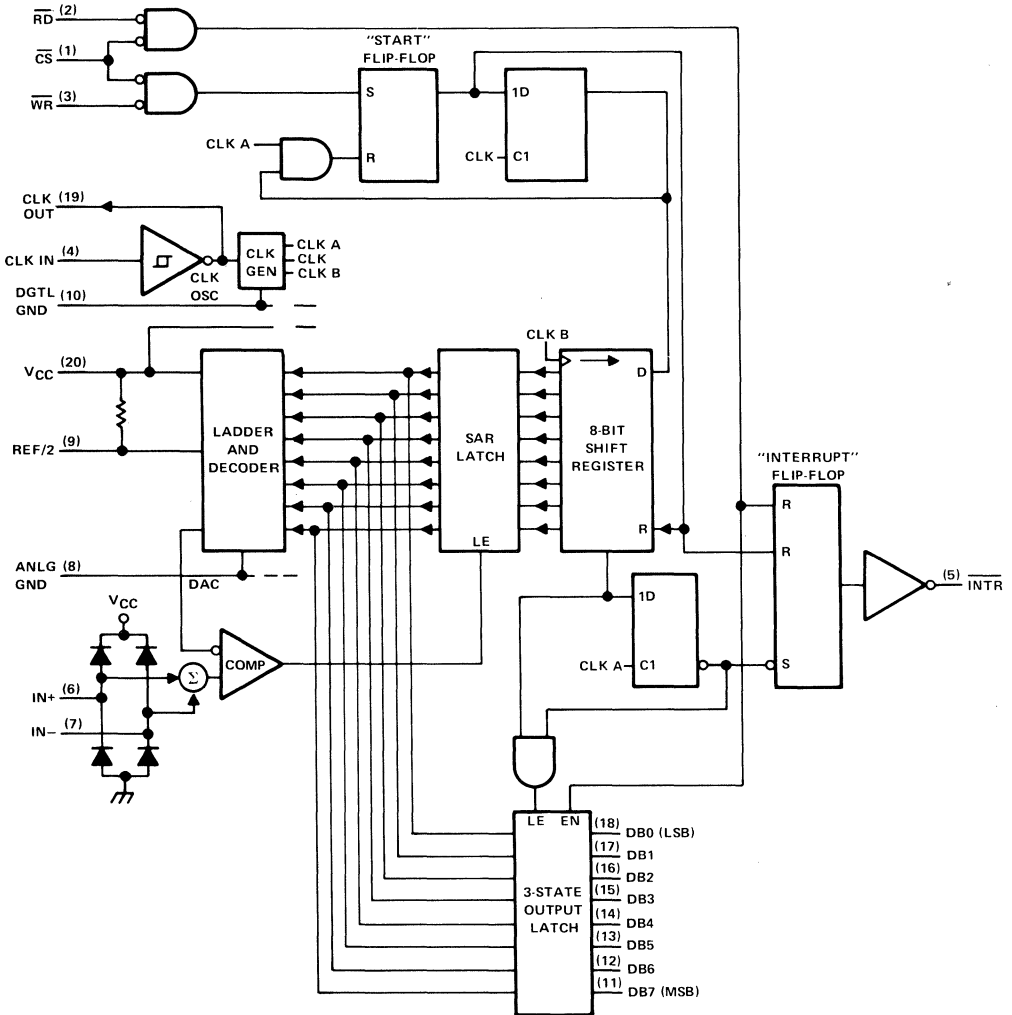 RD (2)
CS (1)
WR (3)
"START"
FLIP-FLOP
S
R
1D
CLK
C1
CLK A
CLK
OUT
(19)
CLK IN
(4)
CLK
OSC
CLK
GEN
CLK A
CLK
CLK B
DGTL
GND
(10)
VCC
(20)
REF/2
(9)
LADDER
AND
DECODER
SAR
LATCH
LE
CLK B
D
8-BIT
SHIFT
REGISTER
R
"INTERRUPT"
FLIP-FLOP
R
R
S
(5)
INTR
ANLG
GND
(8)
DAC
VCC
COMP
Σ
IN+
(6)
IN−
(7)
1D
CLK A
C1
LE
EN
3-STATE
OUTPUT
LATCH
(18) DB0 (LSB)
(17) DB1
(16) DB2
(15) DB3
(14) DB4
(13) DB5
(12) DB6
(11) DB7 (MSB)